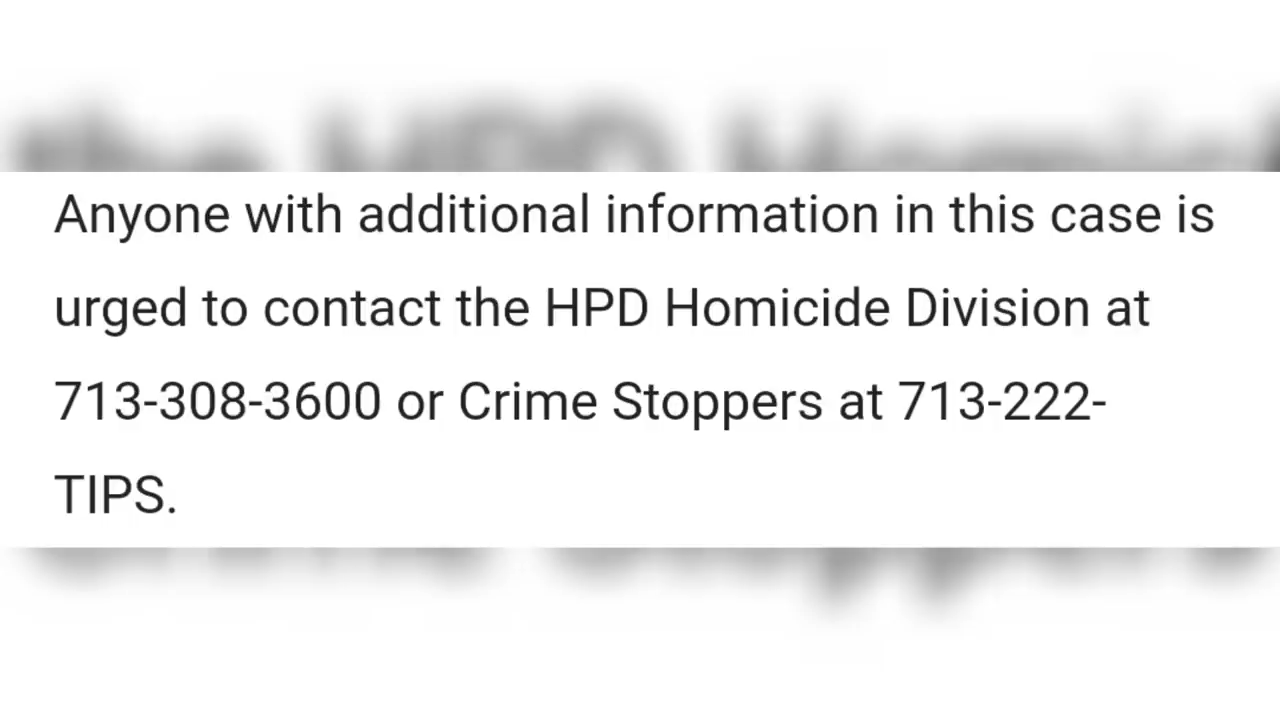 Anyone with additional information in this case is
urged to contact the HPD Homicide Division at
713-308-3600 or Crime Stoppers at 713-222-
TIPS.